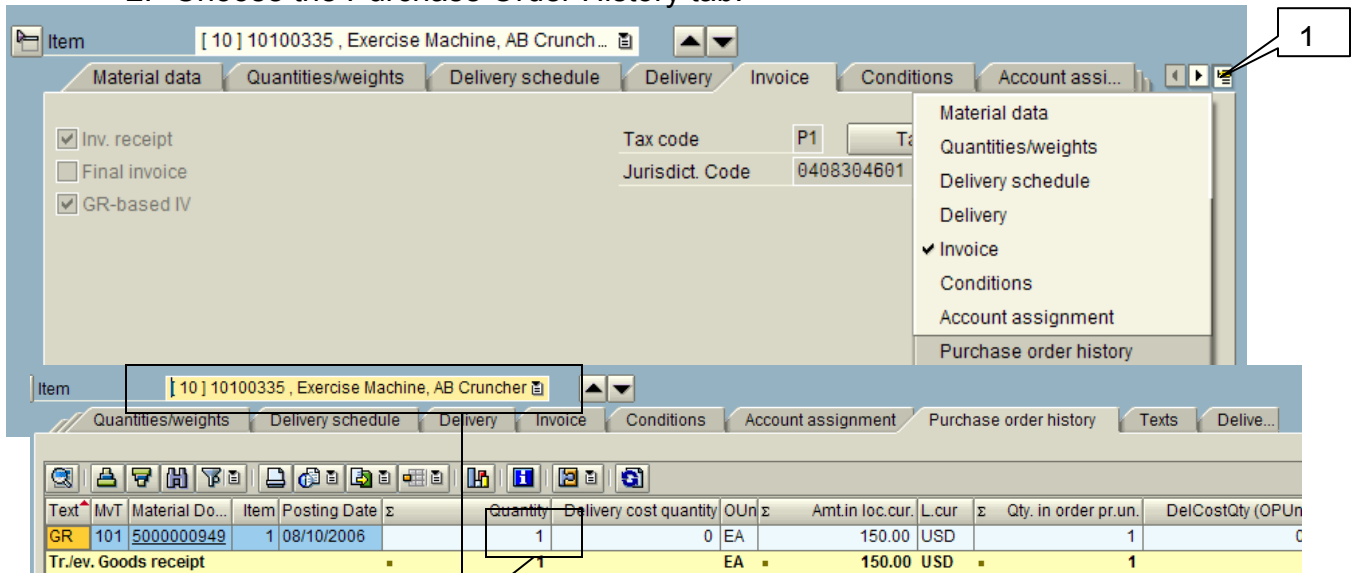 2. Choose the Purchase Order History tab.
Item [ 10 ] 10100335 , Exercise Machine, AB Crunch...
1
Material data Quantities/weights Delivery schedule Delivery Invoice Conditions Account assi...
Inv. receipt Tax code P1 Ta
Final invoice Jurisdict. Code 0408304601
GR-based IV
Material data
Quantities/weights
Delivery schedule
Delivery
Invoice
Conditions
Account assignment
Purchase order history
Item [ 10 ] 10100335 , Exercise Machine, AB Cruncher
Quantities/weights Delivery schedule Delivery Invoice Conditions Account assignment Purchase order history Texts Delive...
Text MvT Material Do... Item Posting Date Σ Quantity Delivery cost quantity OUn Σ Amt.in loc.cur. L.cur Σ Qty. in order pr.un. DelCostQty (OPUn
GR 101 5000000949 1 08/10/2006 1 0 EA 150.00 USD 1 0
Tr./ev. Goods receipt 1 EA 150.00 USD 1